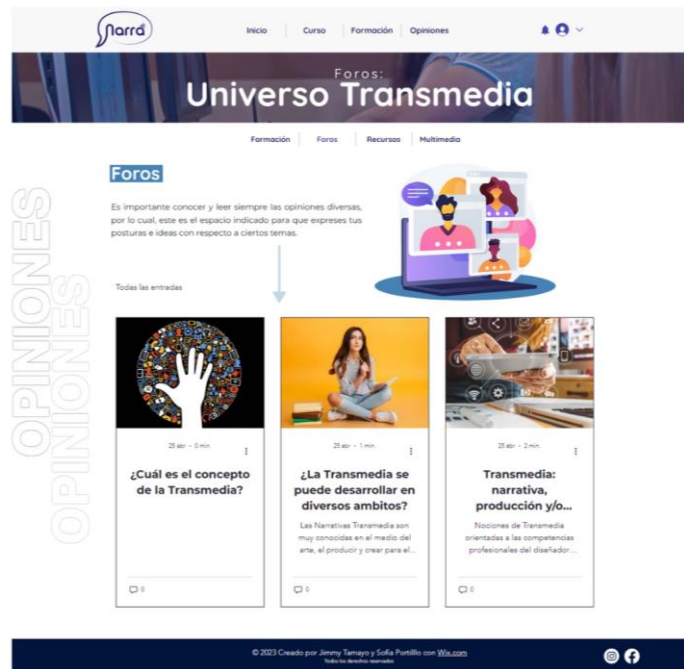 Narrá
Inicio Curso Formación Opiniones
Foros:
Universo Transmedia
Formación Foros Recursos Multimedia
Foros
Es importante conocer y leer siempre las opiniones diversas,
por lo cual, este es el espacio indicado para que expreses tus
posturas e ideas con respecto a ciertos temas.
OPINIONES
OPINIONES
Todas las entradas
25 abr - 0 min.
¿Cuál es el concepto
de la Transmedia?
0
25 abr - 1 min.
¿La Transmedia se
puede desarrollar en
diversos ambitos?
Las Narrativas Transmedia son
muy conocidas en el medio del
arte, el producir y crear para el...
0
25 abr - 2 min.
Transmedia:
narrativa,
producción y/o...
Nociones de Transmedia
orientadas a las competencias
profesionales del diseñador...
0
© 2023 Creado por Jimmy Tamayo y Sofía Portilllo con Wix.com
Todos los derechos reservados